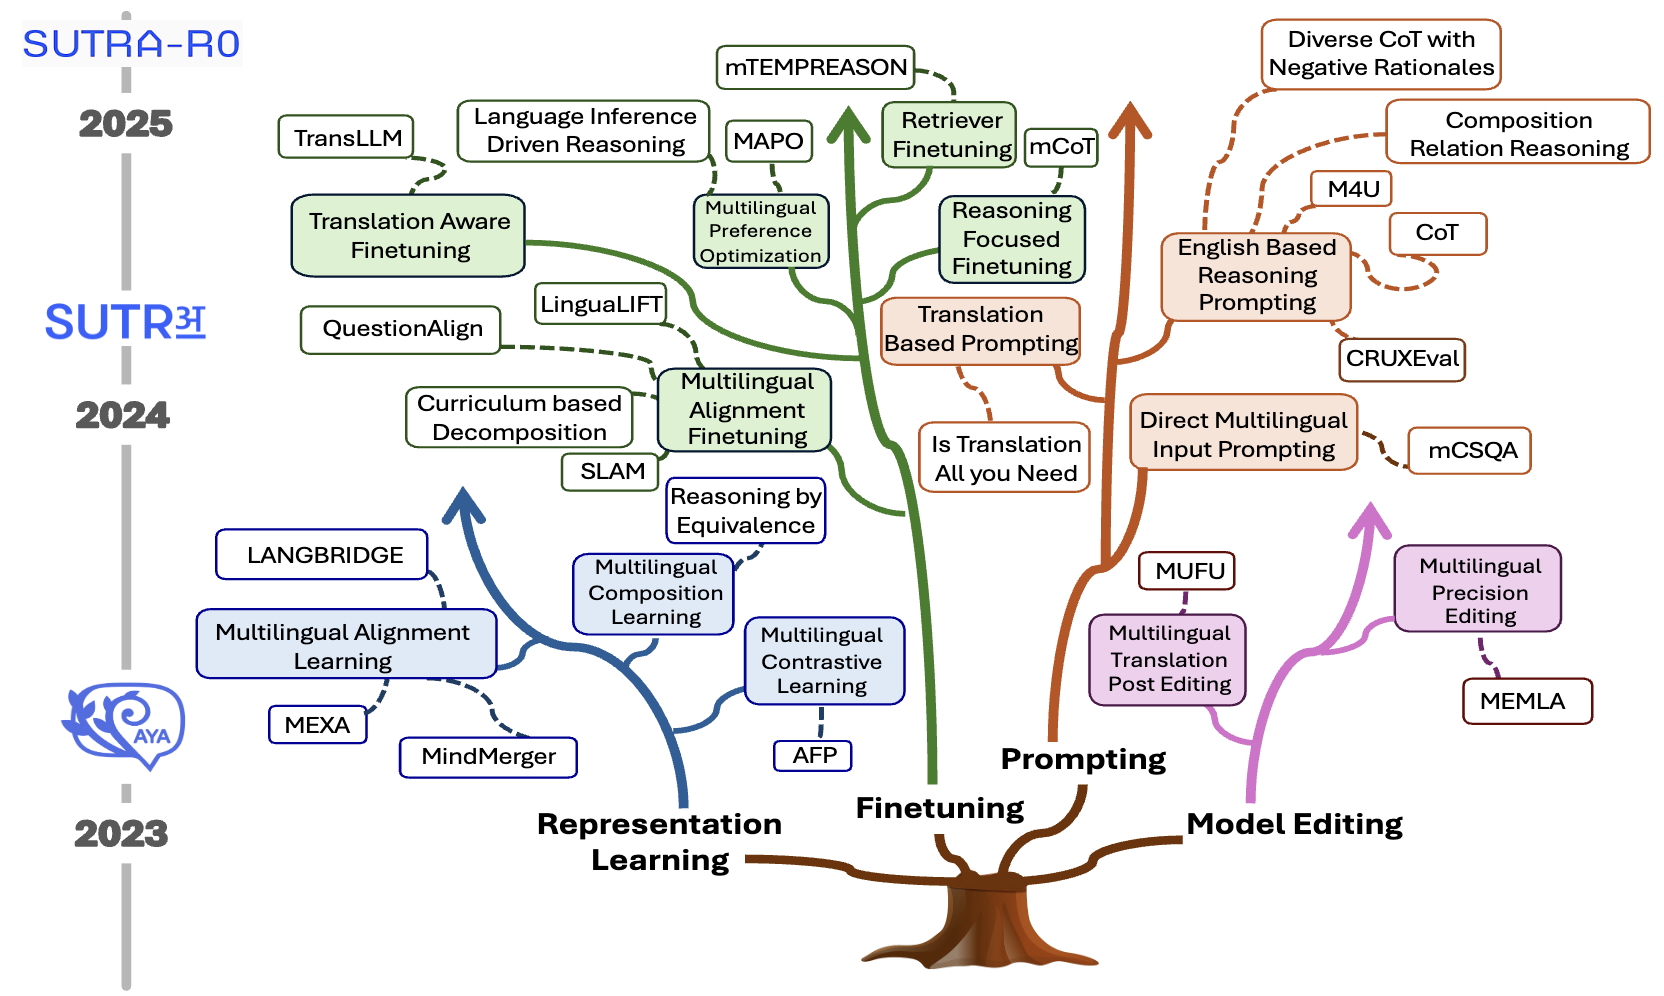 SUTRA-R0
2025
SUTRअ
2024
AYA
2023
TransLLM
Language Inference
Driven Reasoning
MAPO
mTEMPREASON
Retriever
Finetuning
mCoT
Translation Aware
Finetuning
Multilingual
Preference
Optimization
Reasoning
Focused
Finetuning
LinguaLIFT
QuestionAlign
Curriculum based
Decomposition
SLAM
Multilingual
Alignment
Finetuning
Diverse CoT with
Negative Rationales
Composition
Relation Reasoning
M4U
CoT
English Based
Reasoning
Prompting
CRUXEval
Translation
Based Prompting
Is Translation
All you Need
Direct Multilingual
Input Prompting
mCSQA
Reasoning by
Equivalence
LANGBRIDGE
Multilingual
Composition
Learning
Multilingual Alignment
Learning
Multilingual
Contrastive
Learning
MEXA
MindMerger
AFP
MUFU
Multilingual
Translation
Post Editing
Multilingual
Precision
Editing
MEMLA
Representation
Learning
Finetuning
Prompting
Model Editing